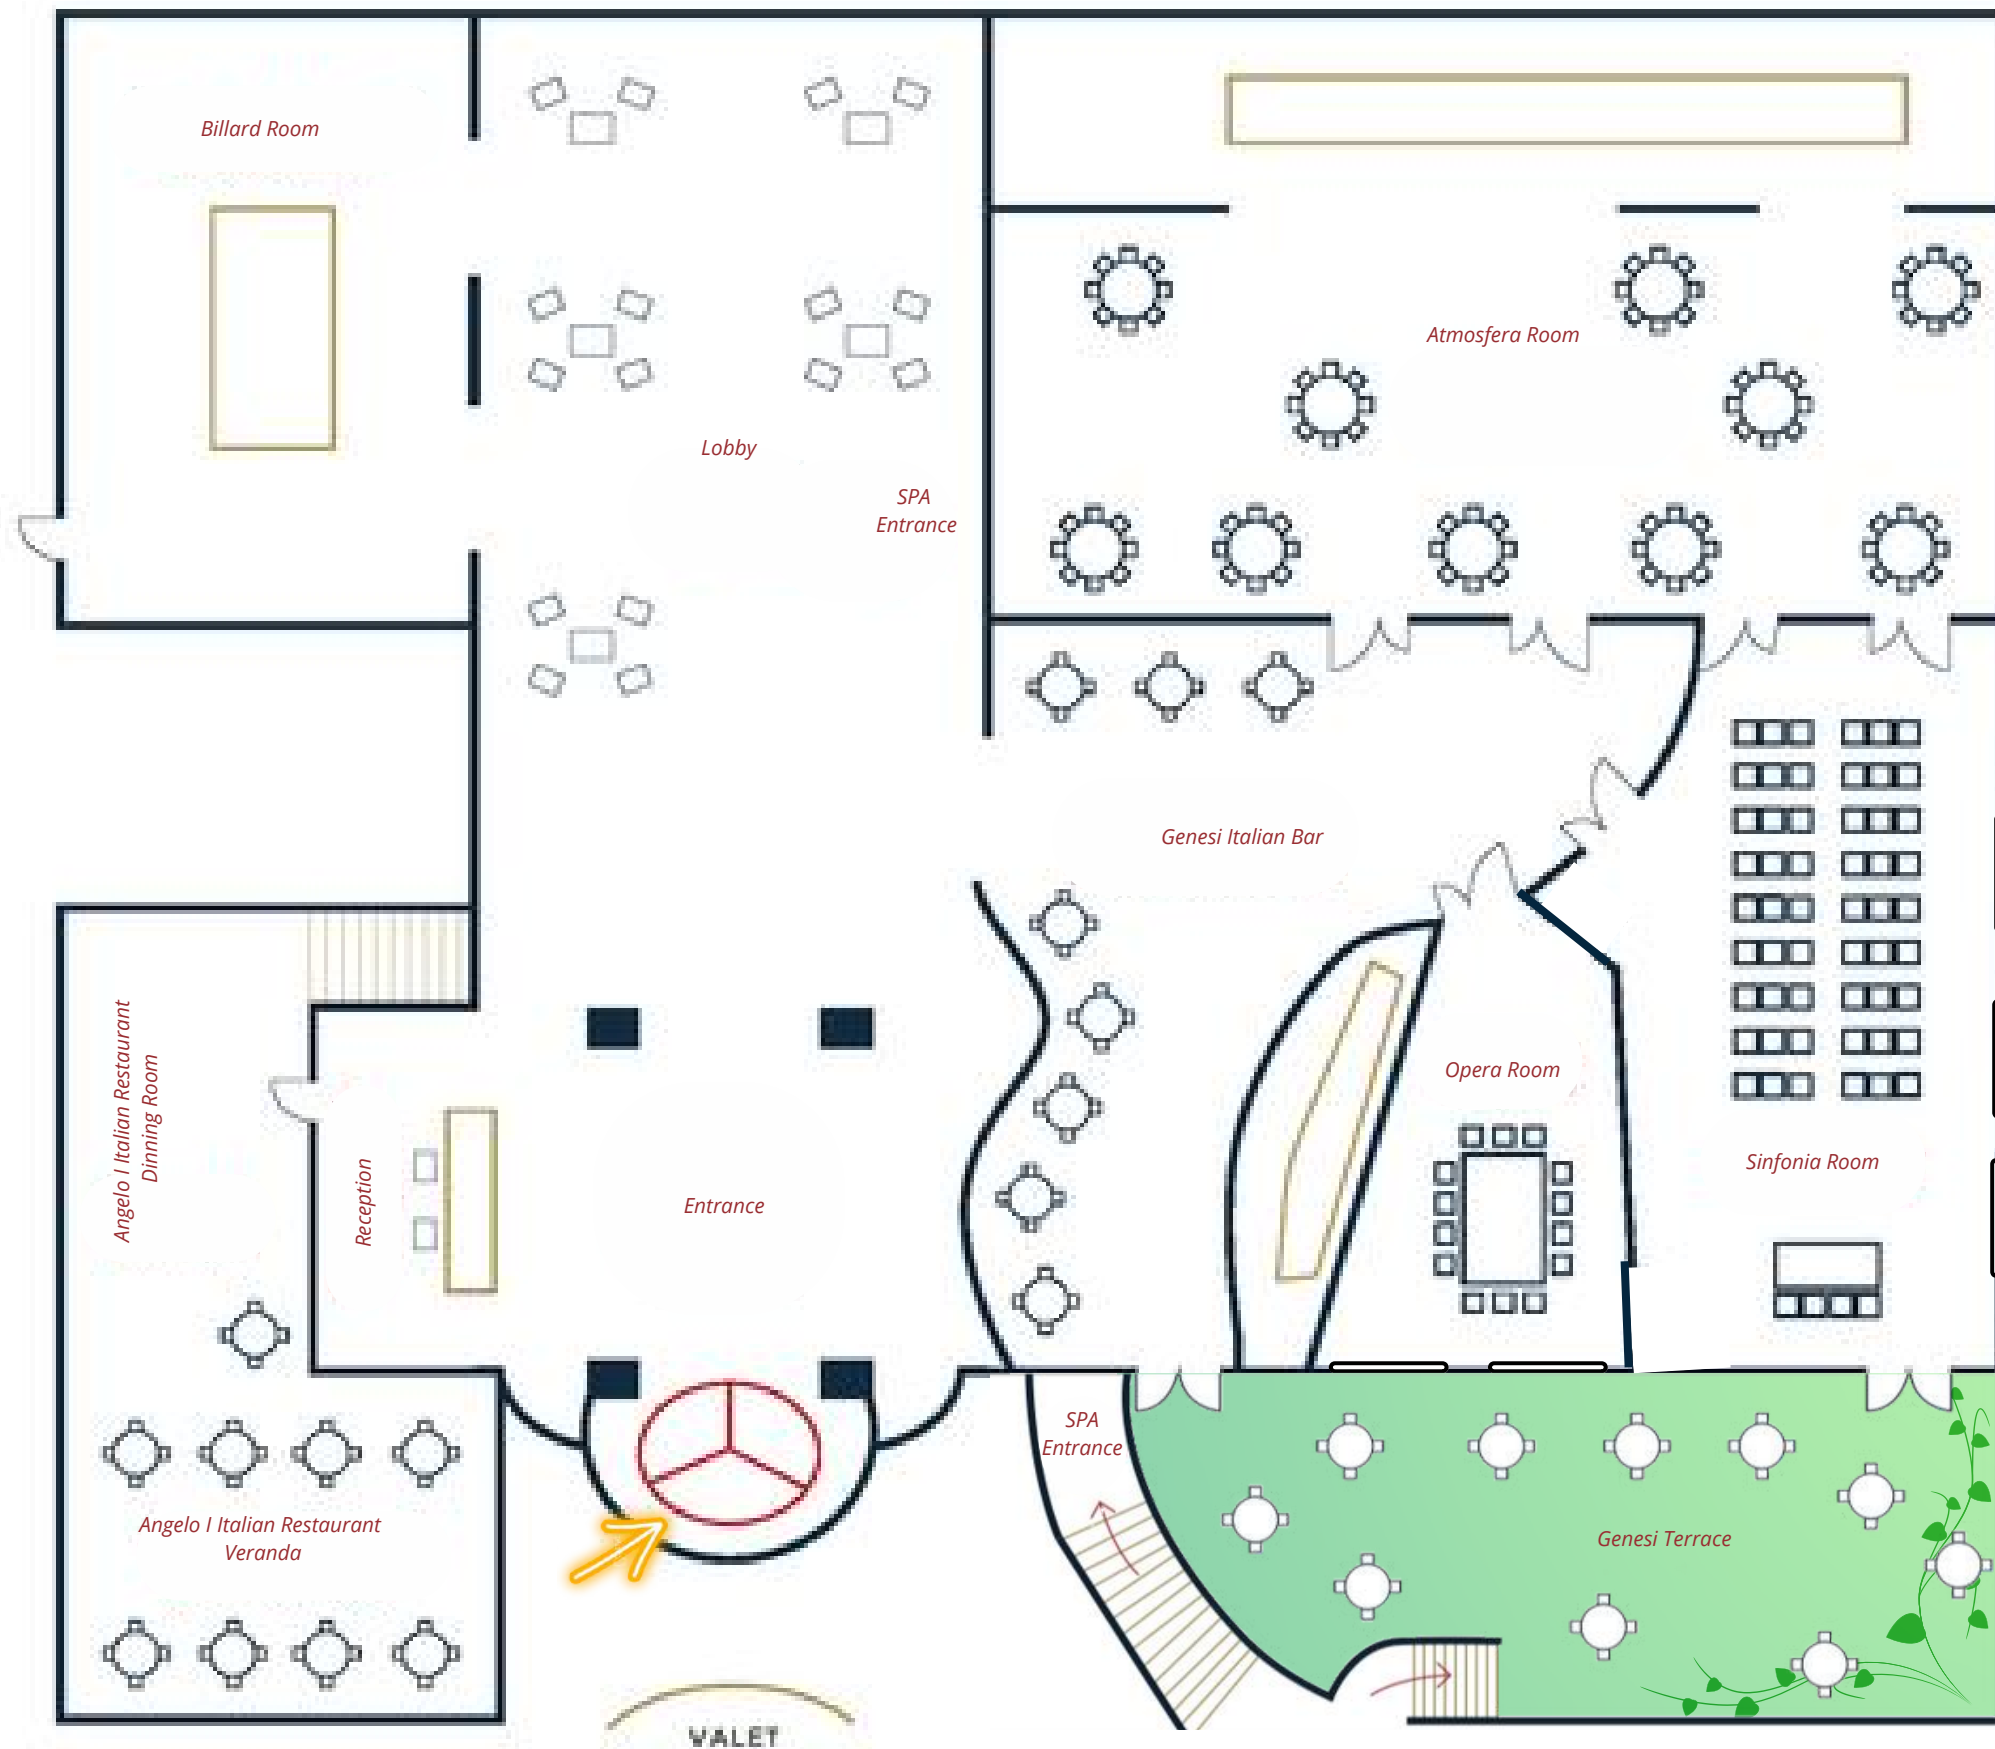 Billard Room
Lobby
SPA
Entrance
Atmosfera Room
Genesi Italian Bar
Angelo I Italian Restaurant
Dinning Room
Reception
Entrance
Opera Room
Sinfonia Room
SPA
Entrance
Angelo I Italian Restaurant
Veranda
Genesi Terrace
VALET